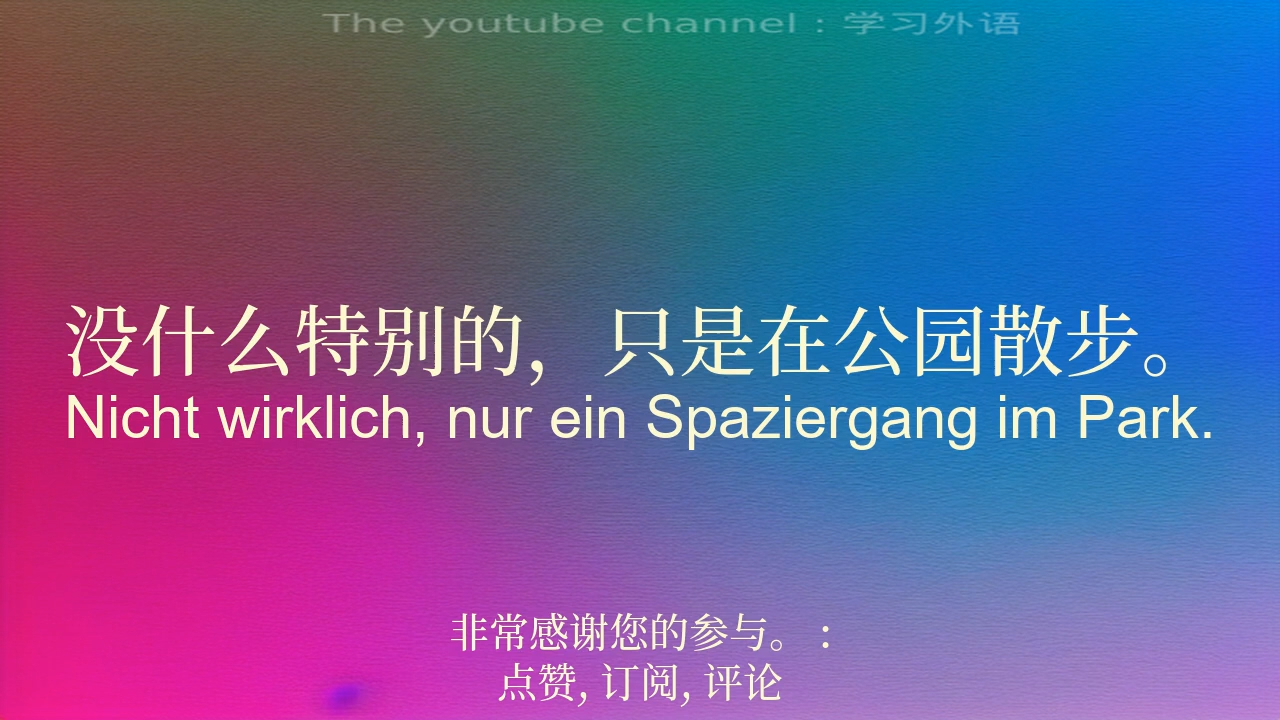 The youtube channel : 学习外语
没什么特别的，只是在公园散步。
Nicht wirklich, nur ein Spaziergang im Park.
非常感谢您的参与。 :
点赞, 订阅, 评论